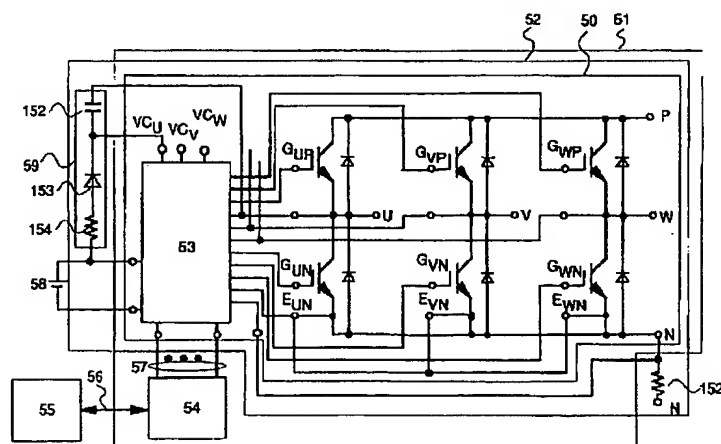 52 50 51
152
VCU VCV VCW
P
59
GUP GVP GWP
153
154
53
U V W
58
GUN GVN GWN
EUN EVN EWN
N
57
56
55 54
152
N